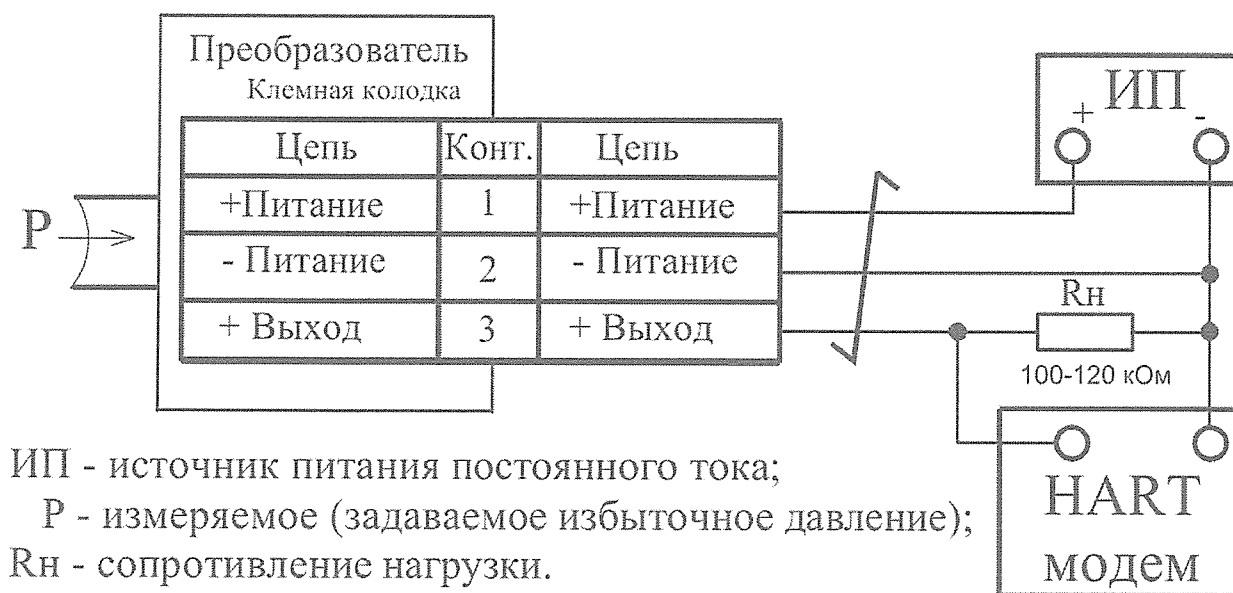 Преобразователь
Клемная колодка
ИП
+ -
Цепь Конт. Цепь
+Питание 1 +Питание
- Питание 2 - Питание
+ Выход 3 + Выход
P
Rн
100-120 кОм
HART
модем
ИП - источник питания постоянного тока;
P - измеряемое (задаваемое избыточное давление);
Rн - сопротивление нагрузки.